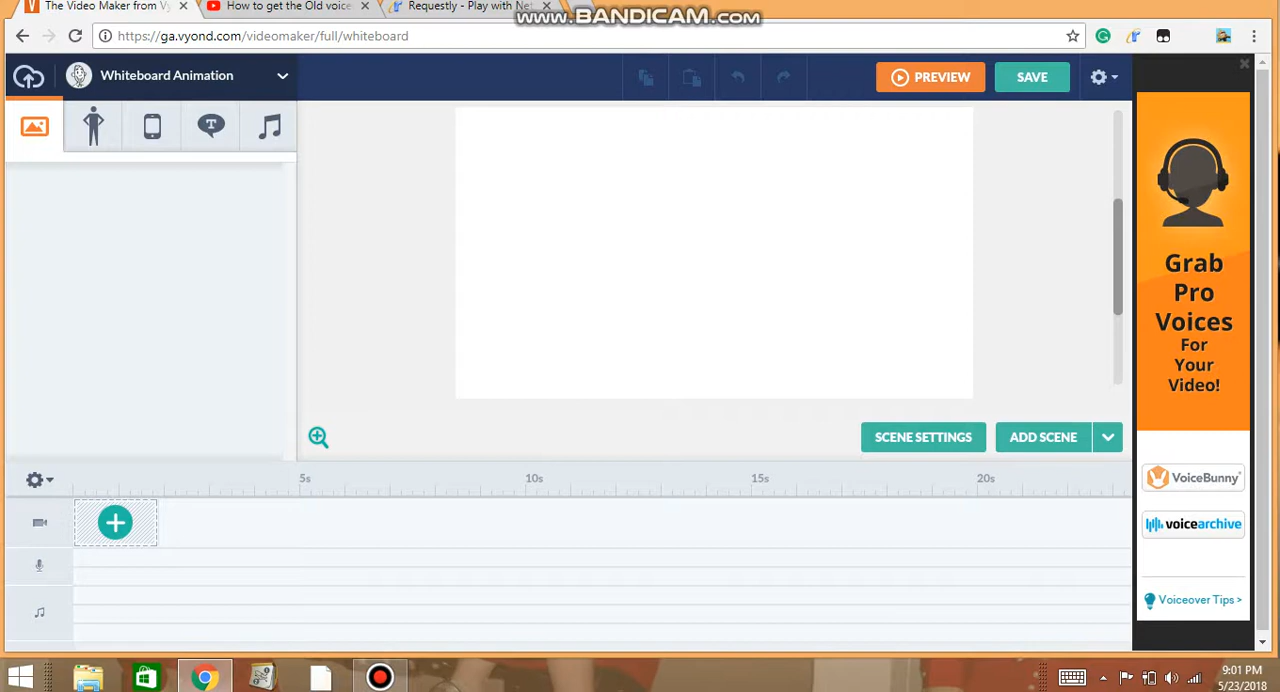 The Video Maker from Vy
How to get the Old voice
Requestly - Play with Net
www.BANDICAM.com
https://ga.vyond.com/videomaker/full/whiteboard
Whiteboard Animation
PREVIEW
SAVE
T
Grab
Pro
Voices
For
Your
Video!
SCENE SETTINGS
ADD SCENE
VoiceBunny
voicearchive
Voiceover Tips >
5s
10s
15s
20s
9:01 PM
5/23/2018